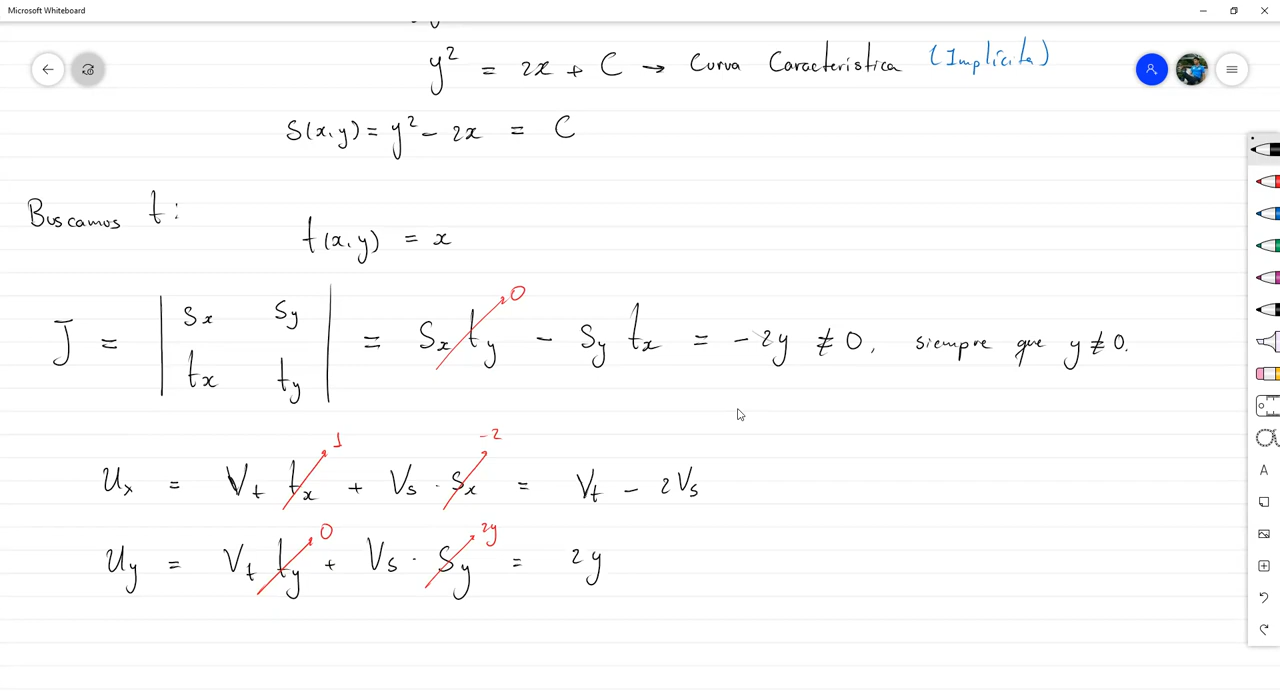 Microsoft Whiteboard
y² = 2x + C → Curva Característica (Implícita)
S(x,y) = y² - 2x = C
Buscamos t:
t(x,y) = x
J = | Sx Sy |
| tx ty | = Sx ty - Sy tx = -2y ≠ 0, siempre que y ≠ 0.
0
Ux = Vt tx + Vs · Sx = Vt - 2Vs
1 -2
Uy = Vt ty + Vs · Sy = 2y
0 2y
A